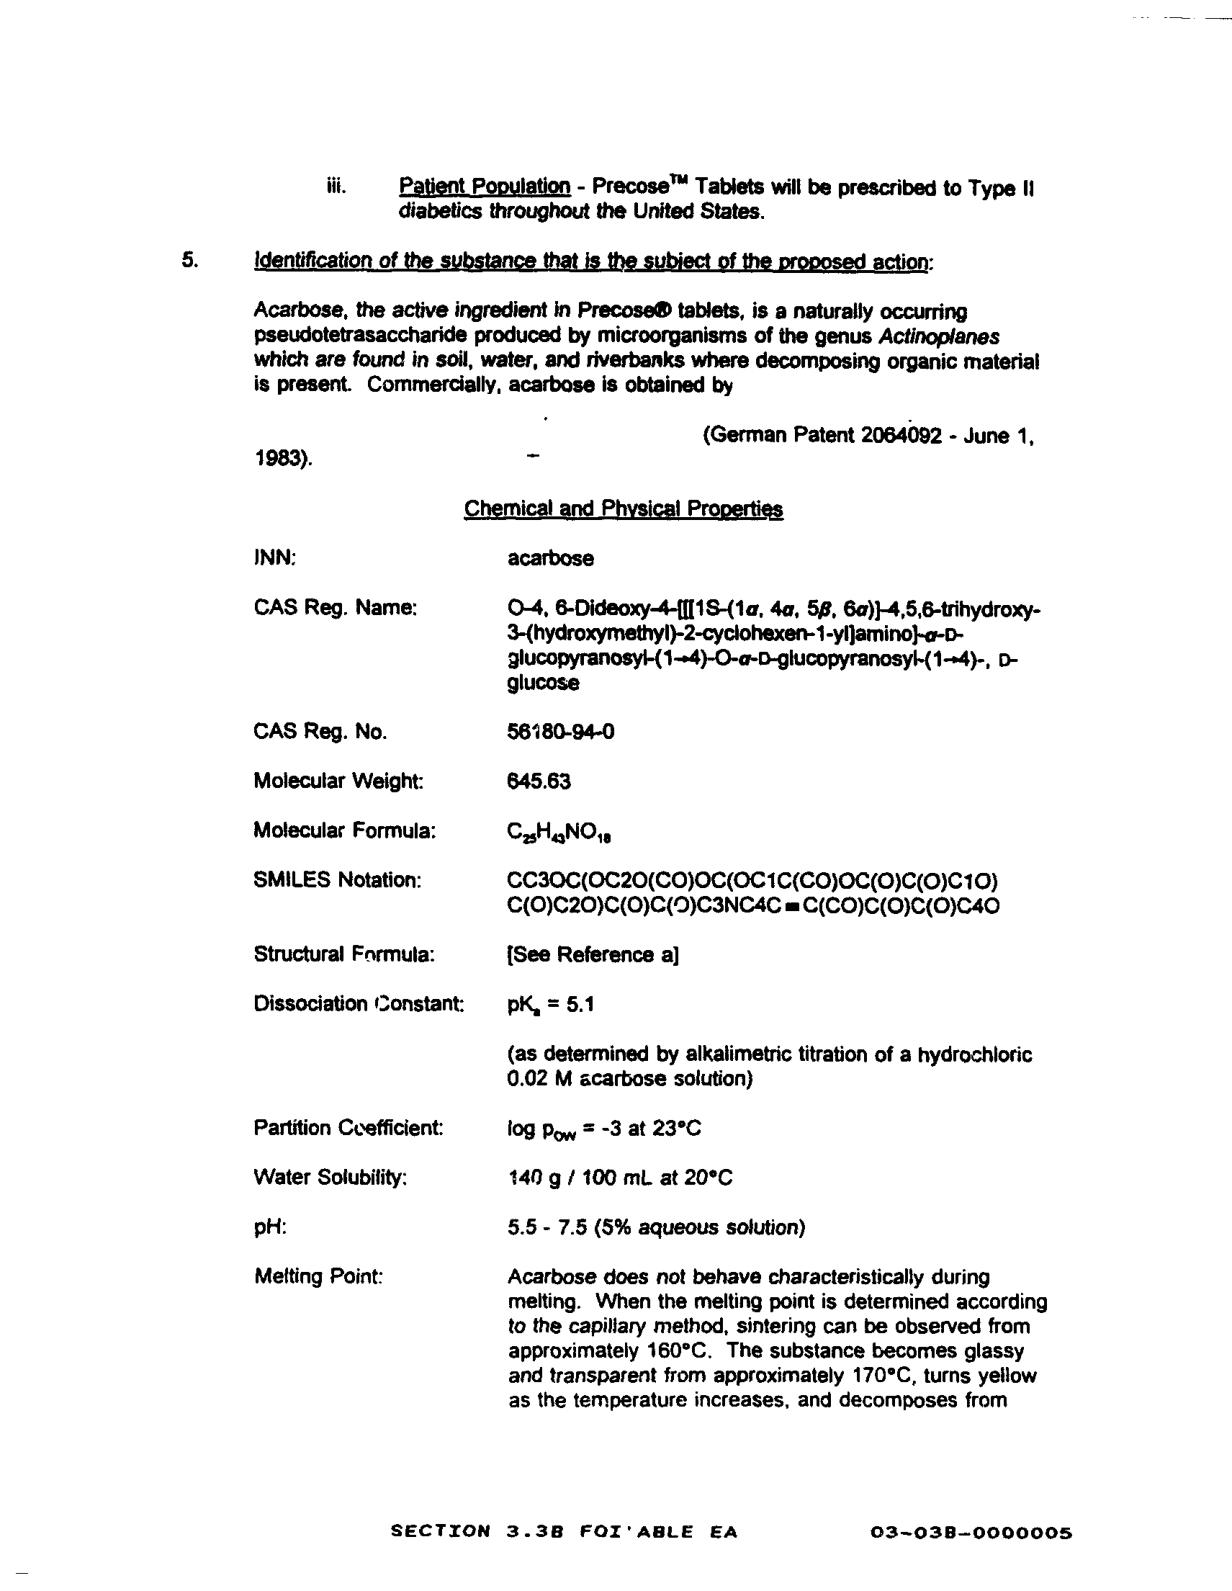 iii. Patient Population - Precose™ Tablets will be prescribed to Type II
diabetics throughout the United States.
5. Identification of the substance that is the subject of the proposed action:
Acarbose, the active ingredient in Precose® tablets, is a naturally occurring
pseudotetrasaccharide produced by microorganisms of the genus Actinoplanes
which are found in soil, water, and riverbanks where decomposing organic material
is present. Commercially, acarbose is obtained by
(German Patent 2064092 - June 1,
1983).
Chemical and Physical Properties
INN: acarbose
CAS Reg. Name: O-4, 6-Dideoxy-4-[[[1S-(1α, 4α, 5β, 6α)]-4,5,6-trihydroxy-
3-(hydroxymethyl)-2-cyclohexen-1-yl]amino]-α-D-
glucopyranosyl-(1→4)-O-α-D-glucopyranosyl-(1→4)-, D-
glucose
CAS Reg. No. 56180-94-0
Molecular Weight: 645.63
Molecular Formula: C₂₅H₄₃NO₁₈
SMILES Notation: CC3OC(OC2O(CO)OC(OC1C(CO)OC(O)C(O)C1O)
C(O)C2O)C(O)C(O)C3NC4C=C(CO)C(O)C(O)C4O
Structural Formula: [See Reference a]
Dissociation Constant: pKₐ = 5.1
(as determined by alkalimetric titration of a hydrochloric
0.02 M acarbose solution)
Partition Coefficient: log pOW = -3 at 23°C
Water Solubility: 140 g / 100 mL at 20°C
pH: 5.5 - 7.5 (5% aqueous solution)
Melting Point: Acarbose does not behave characteristically during
melting. When the melting point is determined according
to the capillary method, sintering can be observed from
approximately 160°C. The substance becomes glassy
and transparent from approximately 170°C, turns yellow
as the temperature increases, and decomposes from
SECTION 3.3B FOI'ABLE EA 03-03B-0000005